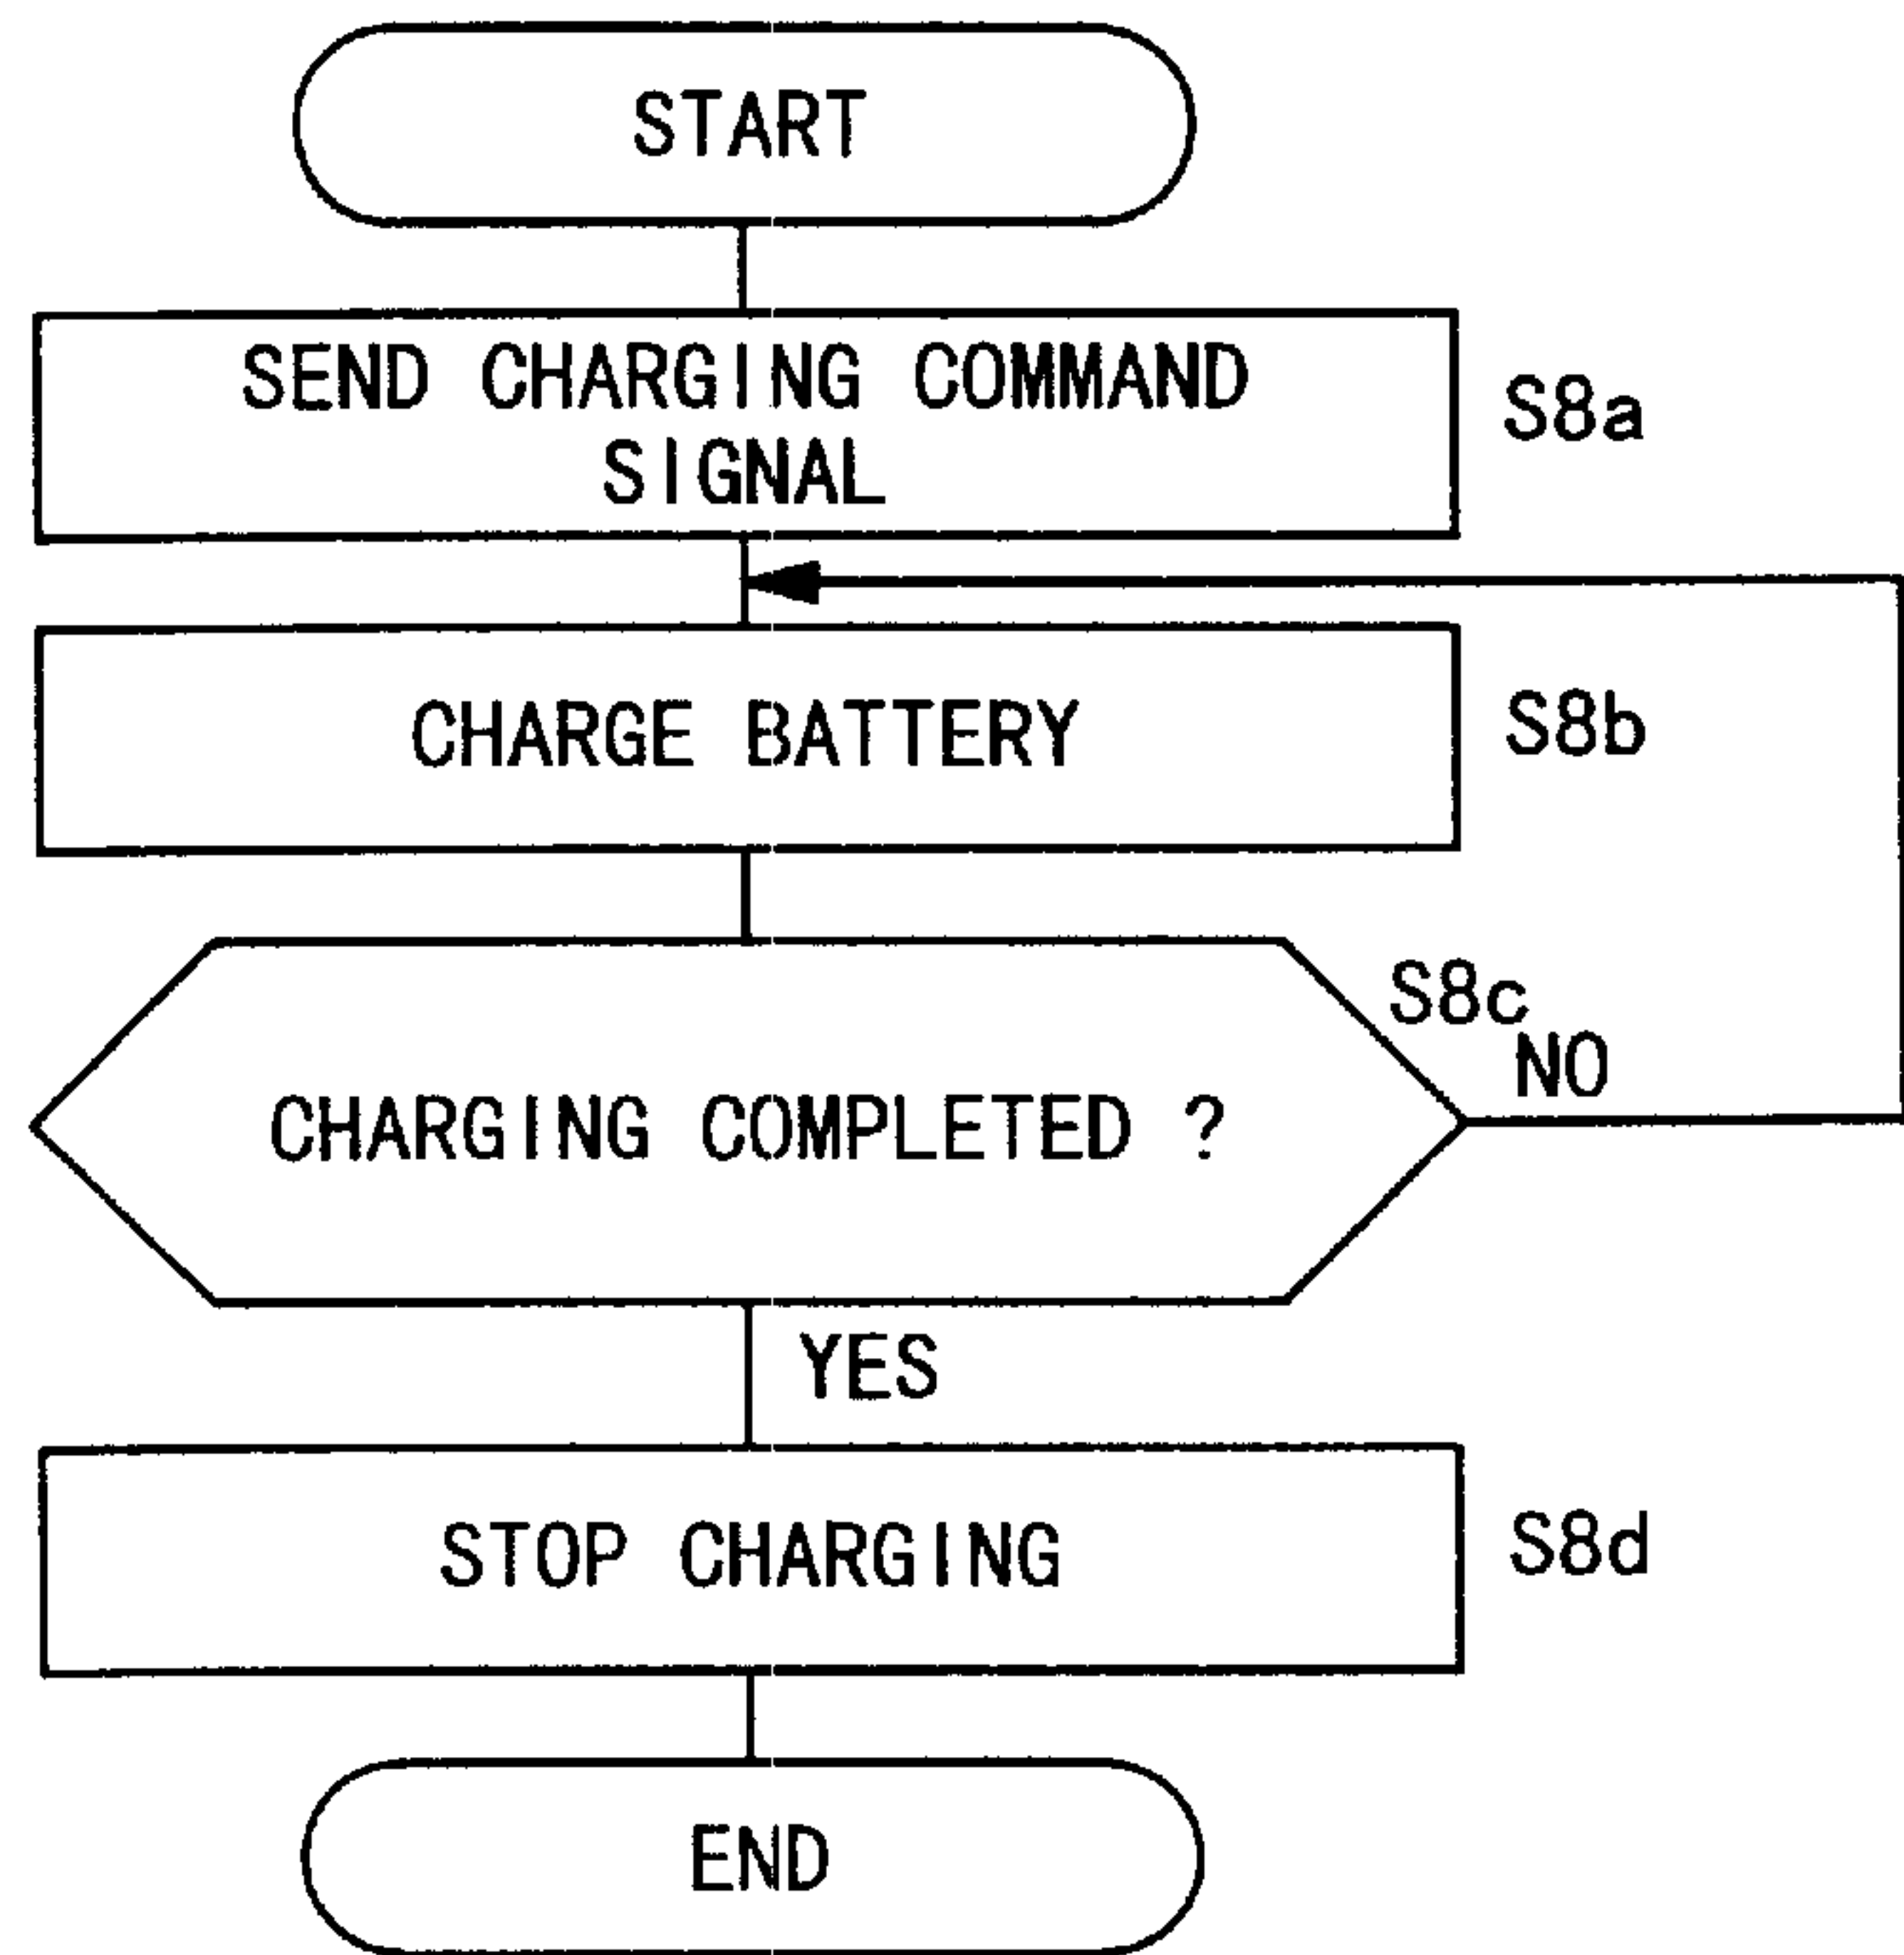 START
SEND CHARGING COMMAND
SIGNAL
S8a
CHARGE BATTERY
S8b
S8c
NO
CHARGING COMPLETED ?
YES
STOP CHARGING
S8d
END